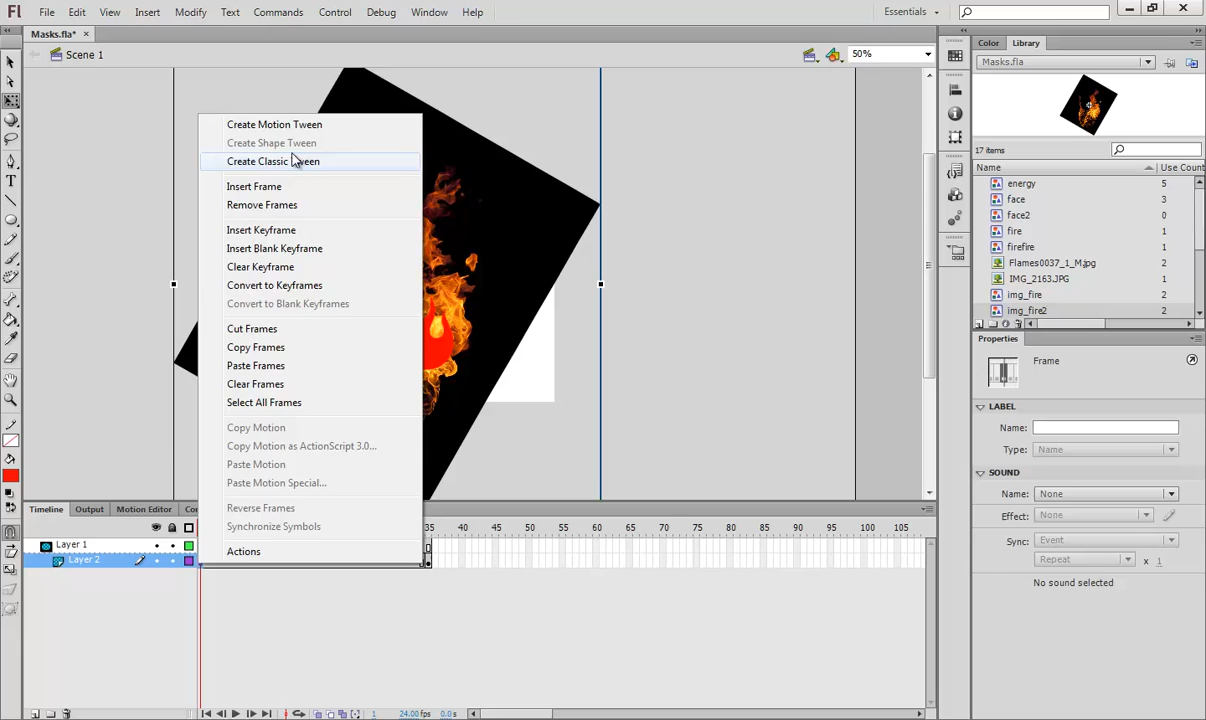 Fl File Edit View Insert Modify Text Commands Control Debug Window Help Essentials
Masks.fla* ×
Scene 1 50%
Create Motion Tween
Create Shape Tween
Create Classic Tween
Insert Frame
Remove Frames
Insert Keyframe
Insert Blank Keyframe
Clear Keyframe
Convert to Keyframes
Convert to Blank Keyframes
Cut Frames
Copy Frames
Paste Frames
Clear Frames
Select All Frames
Copy Motion
Copy Motion as ActionScript 3.0...
Paste Motion
Paste Motion Special...
Reverse Frames
Synchronize Symbols
Actions
Color Library
Masks.fla
17 items
Name Use Count
energy 5
face 3
face2 0
fire 1
firefire 1
Flames0037_1_M.jpg 2
IMG_2163.JPG 1
img_fire 2
img_fire2 1
Properties
Frame
LABEL
Name:
Type: Name
SOUND
Name: None
Effect: None
Sync: Event
Repeat x 1
No sound selected
Timeline Output Motion Editor
35 40 45 50 55 60 65 70 75 80 85 90 95 100 105
Layer 1
Layer 2
1 24.00 fps 0.0 s